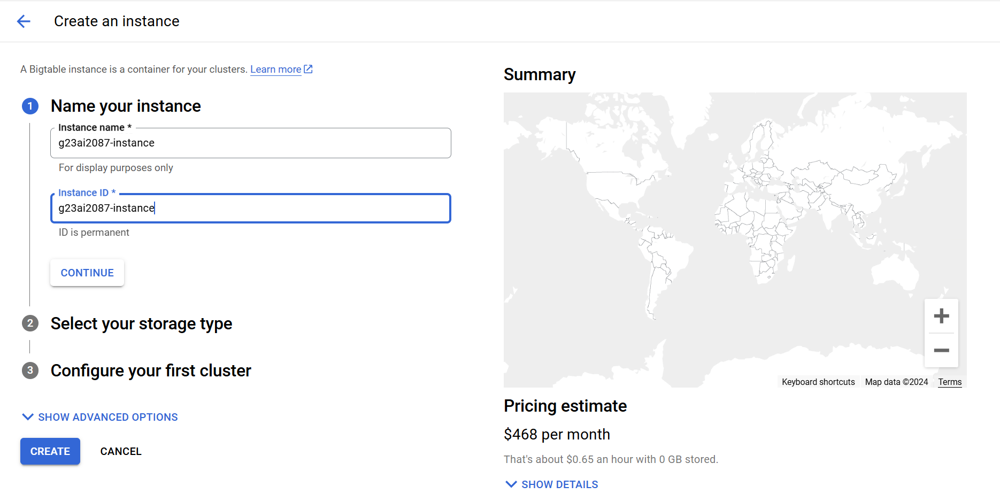 Create an instance
A Bigtable instance is a container for your clusters. Learn more
1 Name your instance
Instance name *
g23ai2087-instance
For display purposes only
Instance ID *
g23ai2087-instance
ID is permanent
CONTINUE
2 Select your storage type
3 Configure your first cluster
SHOW ADVANCED OPTIONS
CREATE CANCEL
Summary
Keyboard shortcuts Map data ©2024 Terms
Pricing estimate
$468 per month
That's about $0.65 an hour with 0 GB stored.
SHOW DETAILS